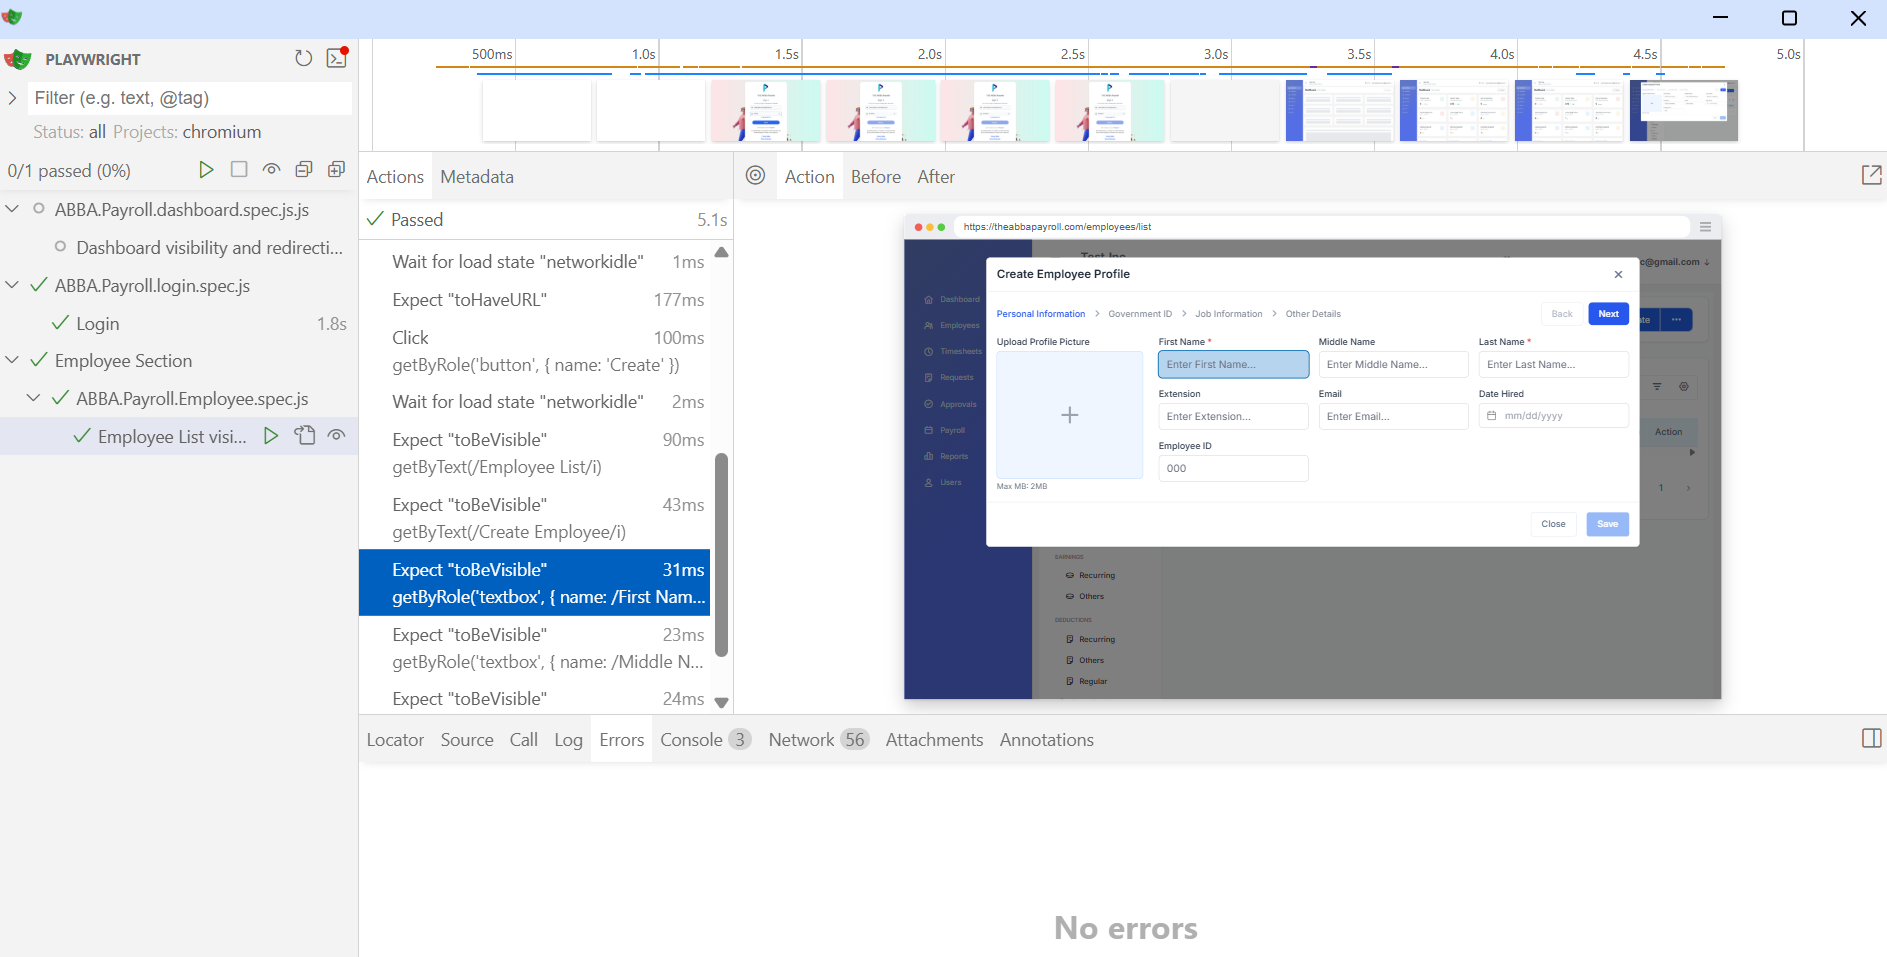 PLAYWRIGHT
Filter (e.g. text, @tag)
Status: all Projects: chromium
0/1 passed (0%)
ABBA.Payroll.dashboard.spec.js.js
Dashboard visibility and redirecti...
ABBA.Payroll.login.spec.js
Login 1.8s
Employee Section
ABBA.Payroll.Employee.spec.js
Employee List visi...
500ms 1.0s 1.5s 2.0s 2.5s 3.0s 3.5s 4.0s 4.5s 5.0s
Actions Metadata
Passed 5.1s
Wait for load state "networkidle" 1ms
Expect "toHaveURL" 177ms
Click 100ms
getByRole('button', { name: 'Create' })
Wait for load state "networkidle" 2ms
Expect "toBeVisible" 90ms
getByText(/Employee List/i)
Expect "toBeVisible" 43ms
getByText(/Create Employee/i)
Expect "toBeVisible" 31ms
getByRole('textbox', { name: /First Nam...
Expect "toBeVisible" 23ms
getByRole('textbox', { name: /Middle N...
Expect "toBeVisible" 24ms
Action Before After
https://theabbapayroll.com/employees/list
Test Inc
c@gmail.com
Dashboard
Employees
Timesheets
Requests
Approvals
Payroll
Reports
Users
Create Employee Profile
Personal Information > Government ID > Job Information > Other Details
Back Next
Upload Profile Picture
Max MB: 2MB
First Name * Middle Name Last Name *
Enter First Name... Enter Middle Name... Enter Last Name...
Extension Email Date Hired
Enter Extension... Enter Email... mm/dd/yyyy
Employee ID
000
Close Save
ate ...
Action
1
EARNINGS
Recurring
Others
DEDUCTIONS
Recurring
Others
Regular
Locator Source Call Log Errors Console 3 Network 56 Attachments Annotations
No errors